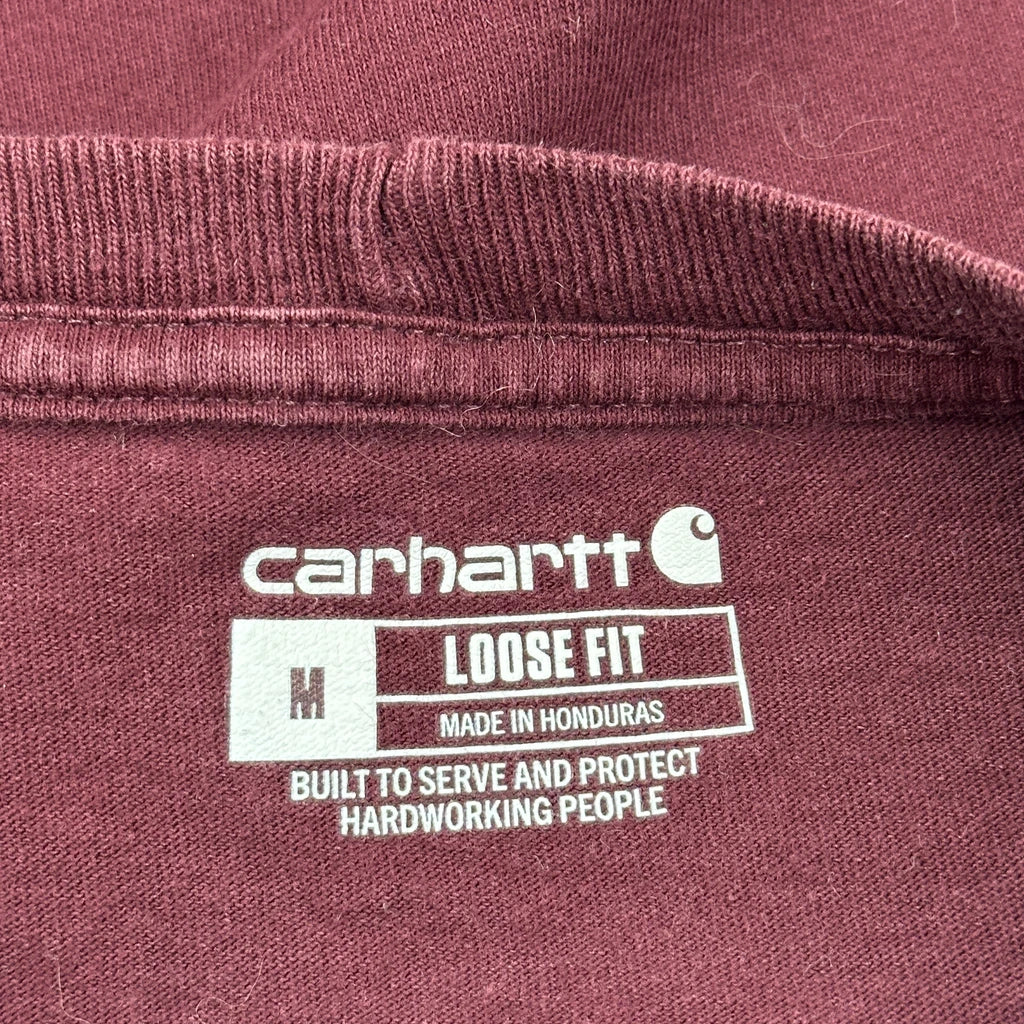 carhartt
M
LOOSE FIT
MADE IN HONDURAS
BUILT TO SERVE AND PROTECT
HARDWORKING PEOPLE